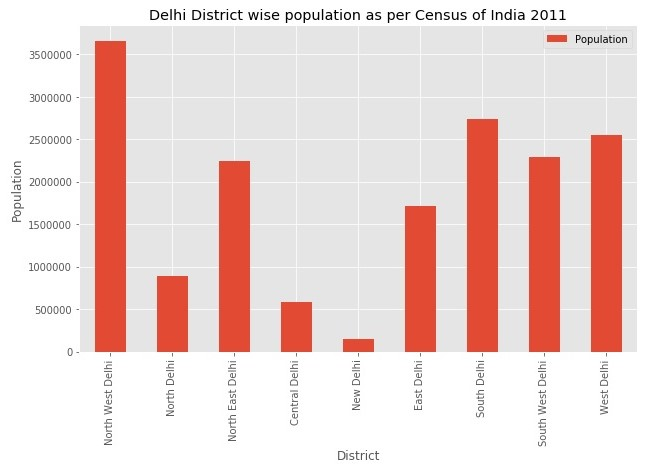 Delhi District wise population as per Census of India 2011
Population
3500000
3000000
2500000
2000000
1500000
1000000
500000
0
Population
North West Delhi
North Delhi
North East Delhi
Central Delhi
New Delhi
East Delhi
South Delhi
South West Delhi
West Delhi
District